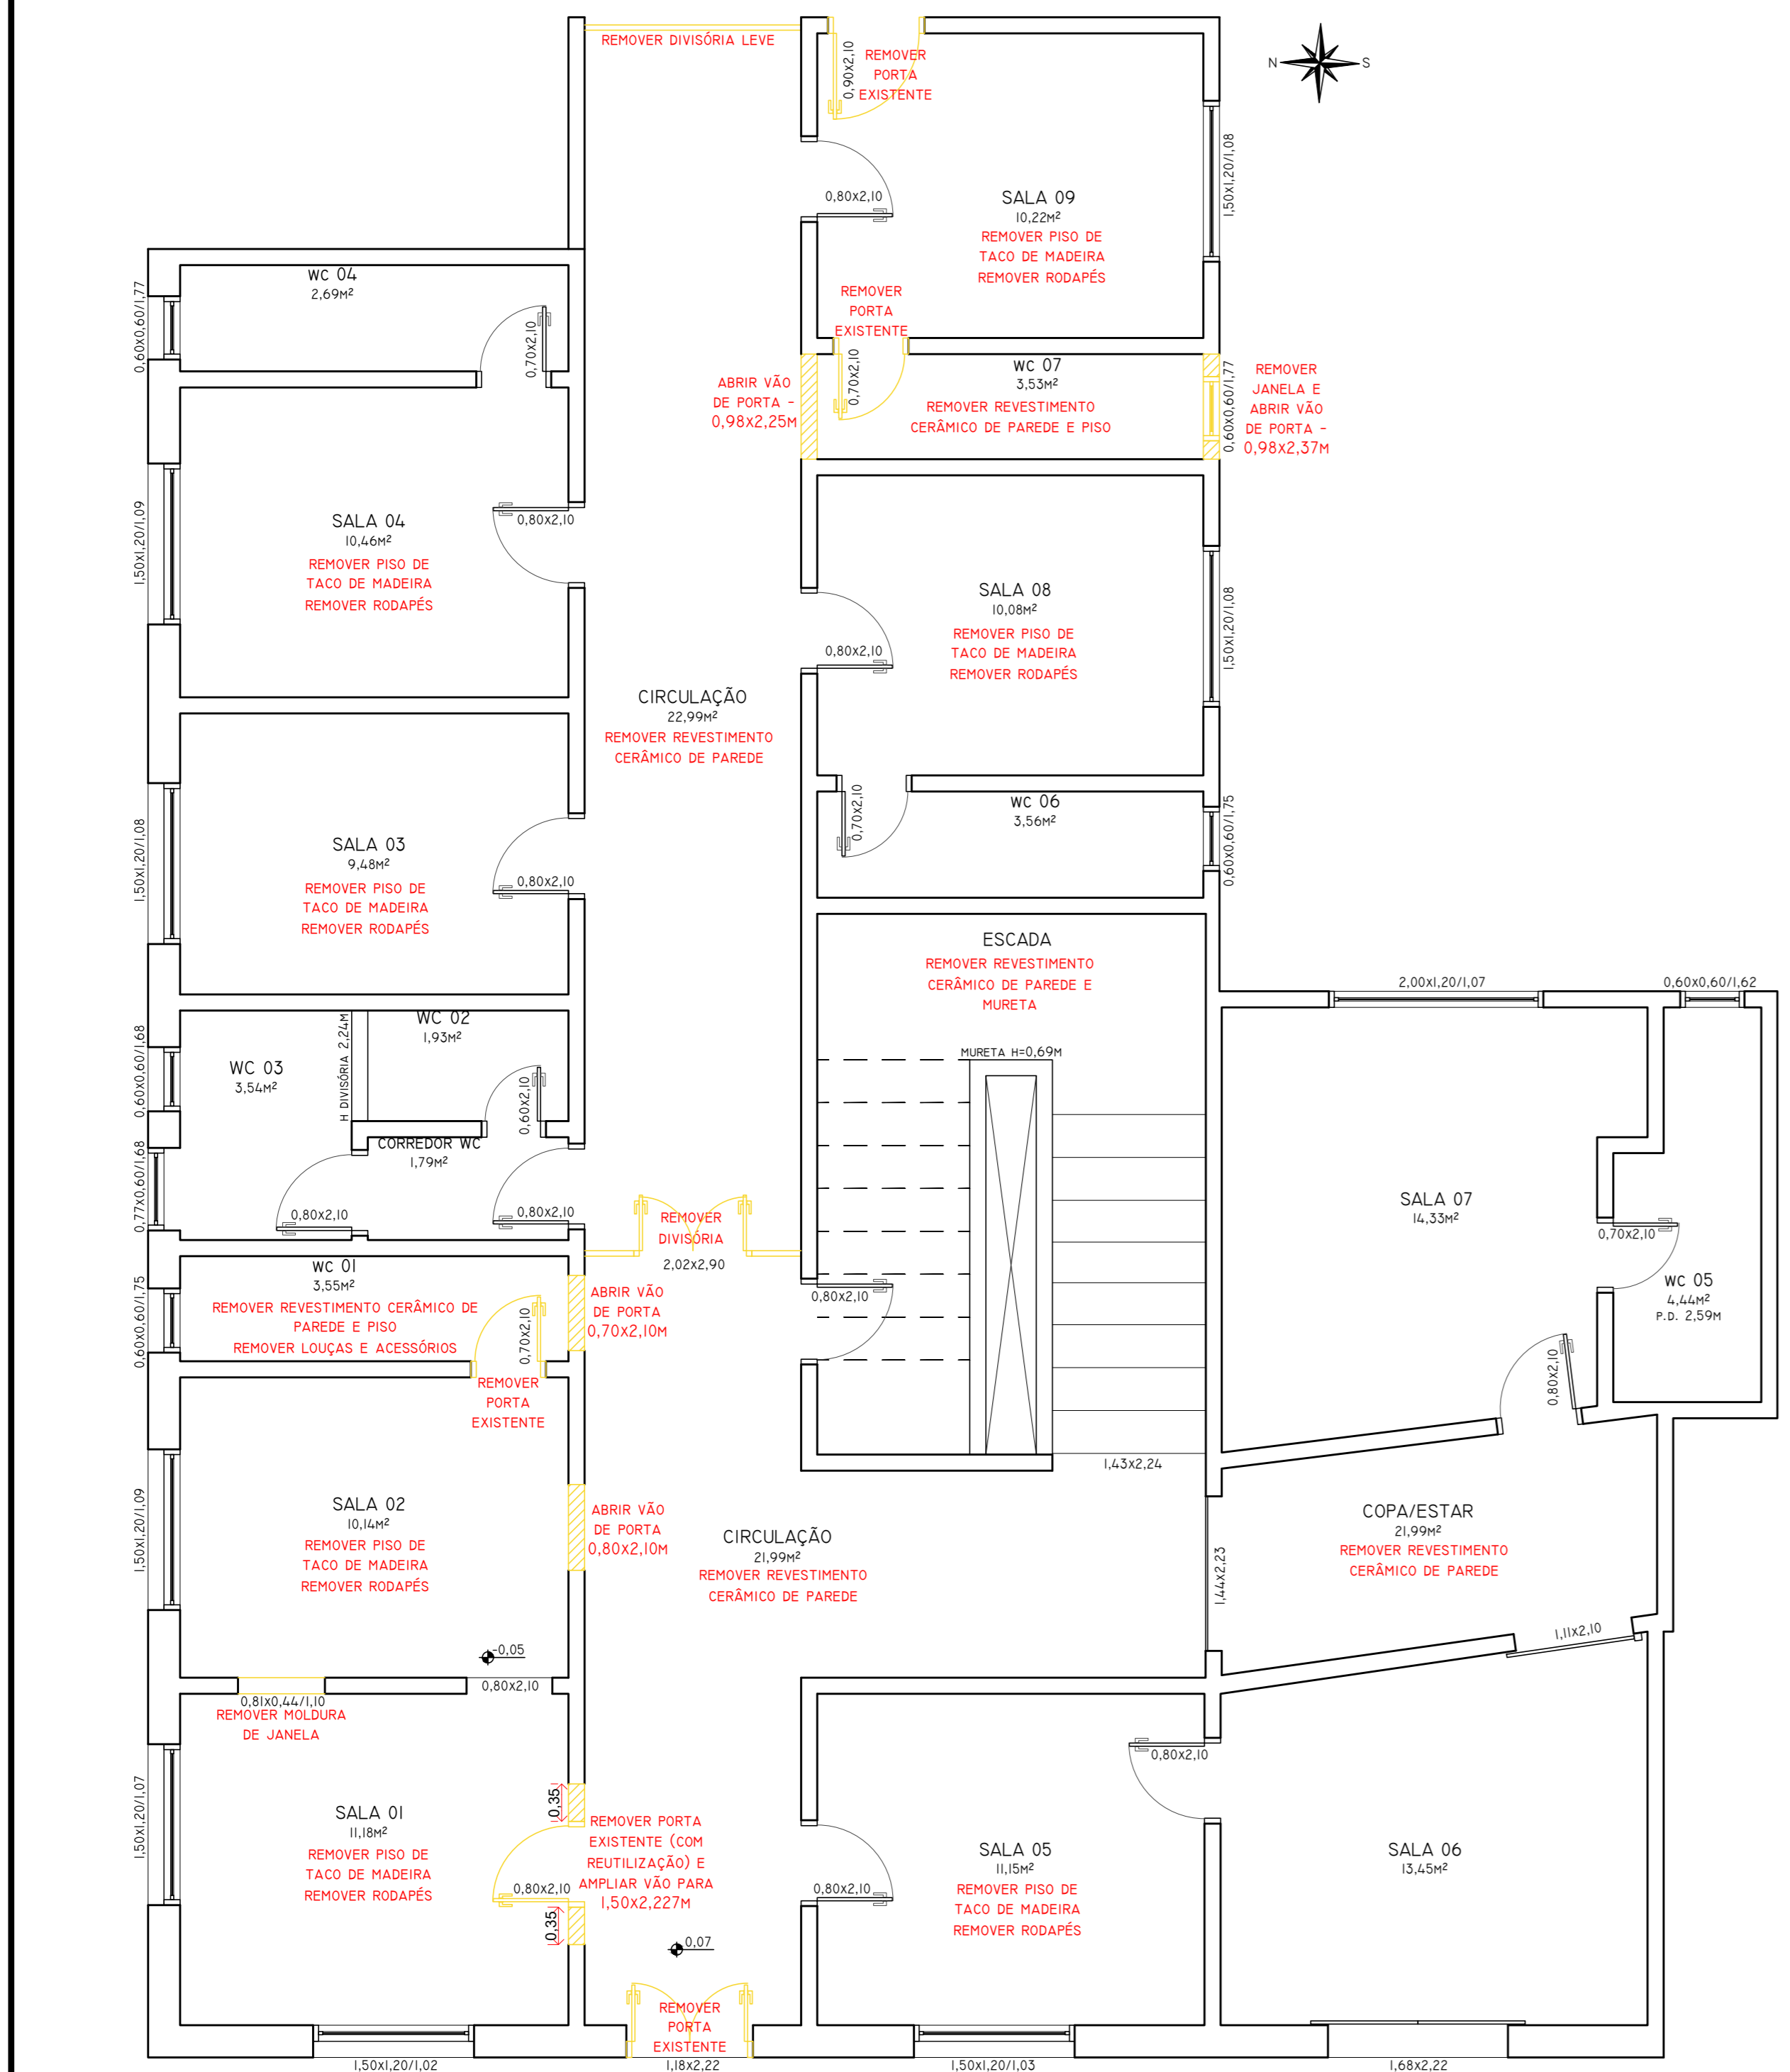 REMOVER DIVISÓRIA LEVE
REMOVER
PORTA
EXISTENTE
0,90x2,10
N
S
1,50x1,20/1,08
0,80x2,10
SALA 09
10,22M²
REMOVER PISO DE
TACO DE MADEIRA
REMOVER RODAPÉS
WC 04
2,69M²
0,60x0,60/1,77
0,70x2,10
REMOVER
PORTA
EXISTENTE
0,70x2,10
WC 07
3,53M²
REMOVER REVESTIMENTO
CERÂMICO DE PAREDE E PISO
0,60x0,60/1,77
REMOVER
JANELA E
ABRIR VÃO
DE PORTA -
0,98x2,37M
ABRIR VÃO
DE PORTA -
0,98x2,25M
SALA 04
10,46M²
REMOVER PISO DE
TACO DE MADEIRA
REMOVER RODAPÉS
1,50x1,20/1,09
0,80x2,10
SALA 08
10,08M²
REMOVER PISO DE
TACO DE MADEIRA
REMOVER RODAPÉS
1,50x1,20/1,08
0,80x2,10
CIRCULAÇÃO
22,99M²
REMOVER REVESTIMENTO
CERÂMICO DE PAREDE
WC 06
3,56M²
0,70x2,10
0,60x0,60/1,75
SALA 03
9,48M²
REMOVER PISO DE
TACO DE MADEIRA
REMOVER RODAPÉS
1,50x1,20/1,08
0,80x2,10
ESCADA
REMOVER REVESTIMENTO
CERÂMICO DE PAREDE E
MURETA
MURETA H=0,69M
2,00x1,20/1,07
0,60x0,60/1,62
WC 02
1,93M²
H DIVISÓRIA 2,24M
WC 03
3,54M²
0,60x0,60/1,68
0,60x2,10
CORREDOR WC
1,79M²
0,77x0,60/1,68
0,80x2,10
0,80x2,10
REMOVER
DIVISÓRIA
2,02x2,90
SALA 07
14,33M²
0,70x2,10
WC 05
4,44M²
P.D. 2,59M
WC 01
3,55M²
REMOVER REVESTIMENTO CERÂMICO DE
PAREDE E PISO
REMOVER LOUÇAS E ACESSÓRIOS
0,60x0,60/1,75
0,70x2,10
ABRIR VÃO
DE PORTA
0,70x2,10M
0,80x2,10
0,80x2,10
REMOVER
PORTA
EXISTENTE
1,43x2,24
SALA 02
10,14M²
REMOVER PISO DE
TACO DE MADEIRA
REMOVER RODAPÉS
1,50x1,20/1,09
ABRIR VÃO
DE PORTA
0,80x2,10M
CIRCULAÇÃO
21,99M²
REMOVER REVESTIMENTO
CERÂMICO DE PAREDE
COPA/ESTAR
21,99M²
REMOVER REVESTIMENTO
CERÂMICO DE PAREDE
1,44x2,23
1,11x2,10
-0,05
0,80x2,10
0,81x0,44/1,10
REMOVER MOLDURA
DE JANELA
0,80x2,10
1,50x1,20/1,07
SALA 01
11,18M²
REMOVER PISO DE
TACO DE MADEIRA
REMOVER RODAPÉS
0,35
0,80x2,10
0,35
REMOVER PORTA
EXISTENTE (COM
REUTILIZAÇÃO) E
AMPLIAR VÃO PARA
1,50x2,227M
0,80x2,10
SALA 05
11,15M²
REMOVER PISO DE
TACO DE MADEIRA
REMOVER RODAPÉS
SALA 06
13,45M²
0,07
REMOVER
PORTA
EXISTENTE
1,50x1,20/1,02
1,18x2,22
1,50x1,20/1,03
1,68x2,22